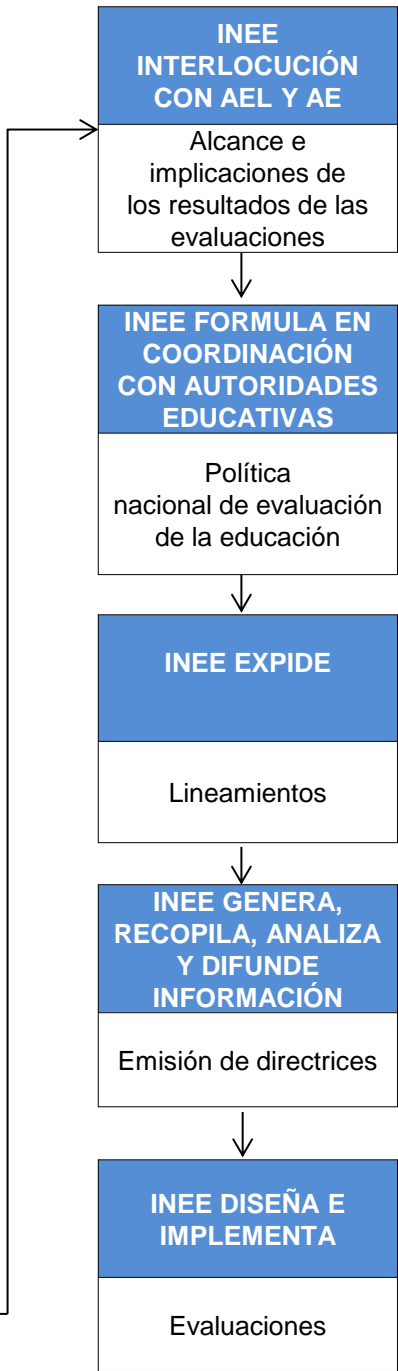 INEE
INTERLOCUCIÓN
CON AEL Y AE
Alcance e
implicaciones de
los resultados de las
evaluaciones
INEE FORMULA EN
COORDINACIÓN
CON AUTORIDADES
EDUCATIVAS
Política
nacional de evaluación
de la educación
INEE EXPIDE
Lineamientos
INEE GENERA,
RECOPILA, ANALIZA
Y DIFUNDE
INFORMACIÓN
Emisión de directrices
INEE DISEÑA E
IMPLEMENTA
Evaluaciones